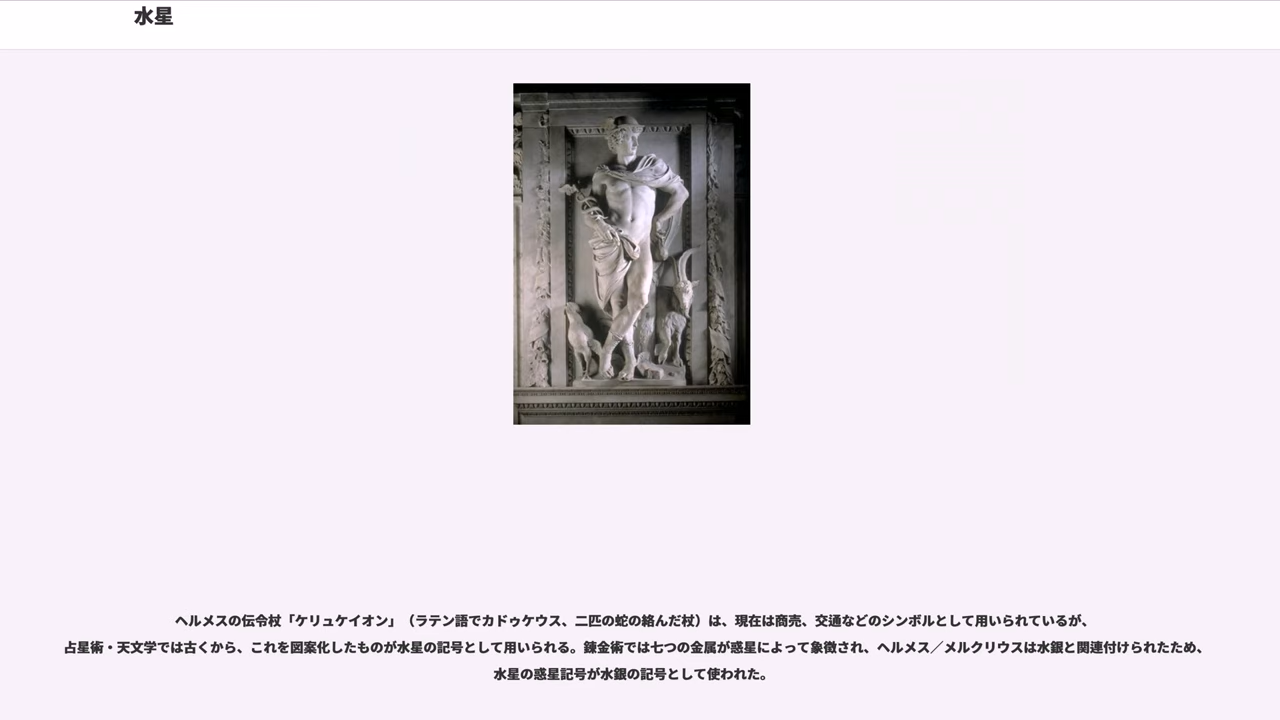 水星
ヘルメスの伝令杖「ケリュケイオン」（ラテン語でカドゥケウス、二匹の蛇の絡んだ杖）は、現在は商売、交通などのシンボルとして用いられているが、
占星術・天文学では古くから、これを図案化したものが水星の記号として用いられる。錬金術では七つの金属が惑星によって象徴され、ヘルメス／メルクリウスは水銀と関連付けられたため、
水星の惑星記号が水銀の記号として使われた。